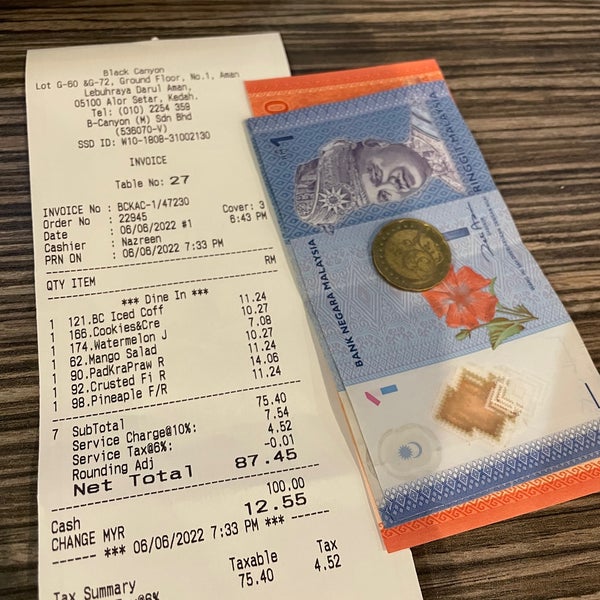 Black Canyon
Lot G-60 &G-72, Ground Floor, No.1, Aman
Lebuhraya Darul Aman,
05100 Alor Setar, Kedah.
Tel: (010) 2254 359
B-Canyon (M) Sdn Bhd
(536070-V)
SSD ID: W10-1808-31002130
INVOICE
Table No: 27
INVOICE No : BCKAC-1/47230
Order No : 22945 Cover: 3
Date : 06/06/2022 #1 6:43 PM
Cashier : Nazreen
PRN ON : 06/06/2022 7:33 PM
QTY ITEM RM
*** Dine In ***
1 121.BC Iced Coff 11.24
1 166.Cookies&Cre 10.27
1 174.Watermelon J 7.08
1 62.Mango Salad 10.27
1 90.PadKraPraw R 11.24
1 92.Crusted Fi R 14.06
1 98.Pineapple F/R 11.24
7 SubTotal 75.40
Service Charge@10%: 7.54
Service Tax@6%: 4.52
Rounding Adj -0.01
Net Total 87.45
Cash 100.00
CHANGE MYR 12.55
------ *** 06/06/2022 7:33 PM *** ------
Taxable Tax
Tax Summary 75.40 4.52
RM1
RINGGIT MALAYSIA
BANK NEGARA MALAYSIA
1
0